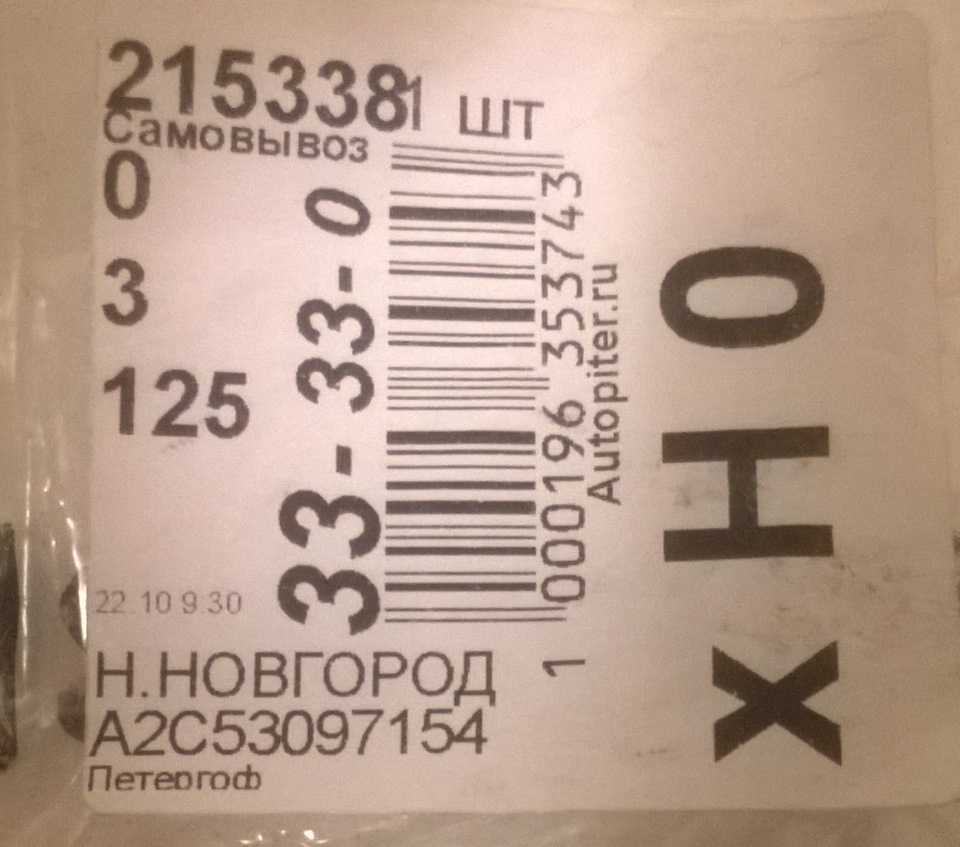 215338 1 ШТ
Самовывоз
0
3
125
33-33-0
1 000196 353743
Autopiter.ru
х Н О
22.10 9:30
Н.НОВГОРОД
A2C53097154
Петергоф